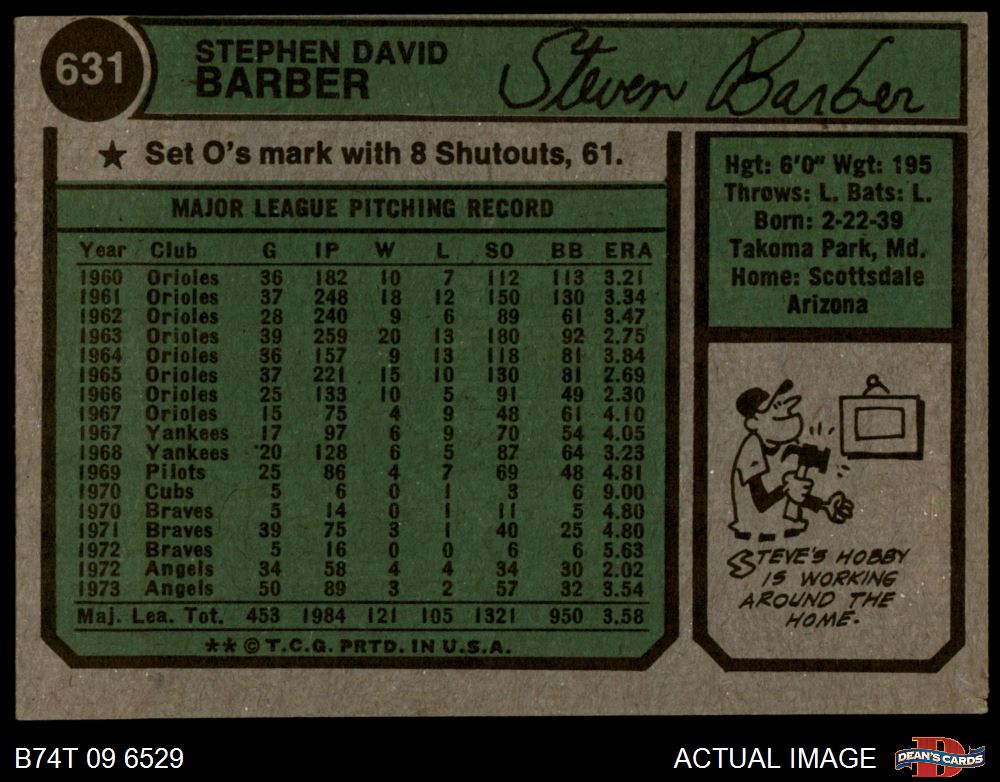 631
STEPHEN DAVID
BARBER
Steven Barber
★ Set O's mark with 8 Shutouts, 61.
MAJOR LEAGUE PITCHING RECORD
Year Club G IP W L SO BB ERA
1960 Orioles 36 182 10 7 112 113 3.21
1961 Orioles 37 248 18 12 150 130 3.34
1962 Orioles 28 240 9 6 89 61 3.47
1963 Orioles 39 259 20 13 180 92 2.75
1964 Orioles 36 157 9 13 118 81 3.84
1965 Orioles 37 221 15 10 130 81 2.69
1966 Orioles 25 133 10 5 91 49 2.30
1967 Orioles 15 75 4 9 48 61 4.10
1967 Yankees 17 97 6 9 70 54 4.05
1968 Yankees 20 128 6 5 87 64 3.23
1969 Pilots 25 86 4 7 69 48 4.81
1970 Cubs 5 6 0 1 3 6 9.00
1970 Braves 5 14 0 1 11 5 4.80
1971 Braves 39 75 3 1 40 25 4.80
1972 Braves 5 16 0 0 6 6 5.63
1972 Angels 34 58 4 4 34 30 2.02
1973 Angels 50 89 3 2 57 32 3.54
Maj. Lea. Tot. 453 1984 121 105 1321 950 3.58
** © T.C.G. PRTD. IN U.S.A.
Hgt: 6'0" Wgt: 195
Throws: L. Bats: L.
Born: 2-22-39
Takoma Park, Md.
Home: Scottsdale
Arizona
STEVE'S HOBBY
IS WORKING
AROUND THE
HOME.
B74T 09 6529
ACTUAL IMAGE
D
DEAN'S CARDS